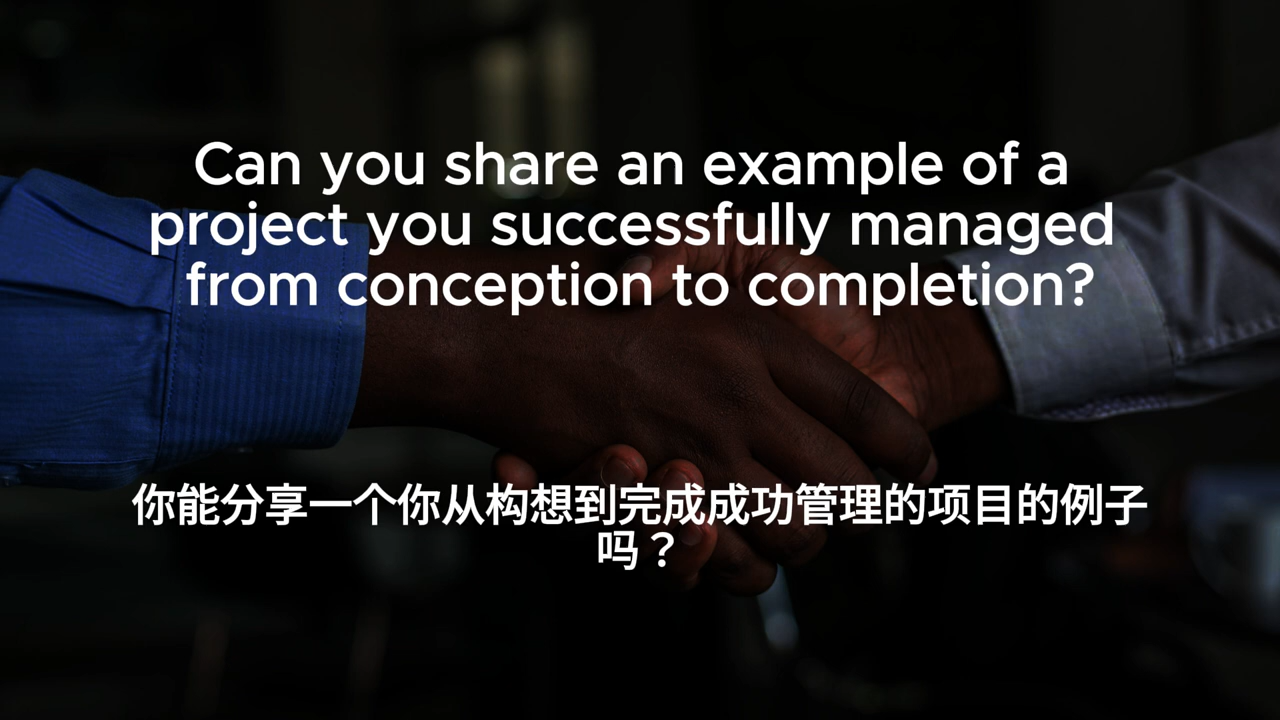 Can you share an example of a
project you successfully managed
from conception to completion?
你能分享一个你从构想到完成成功管理的项目的例子
吗？